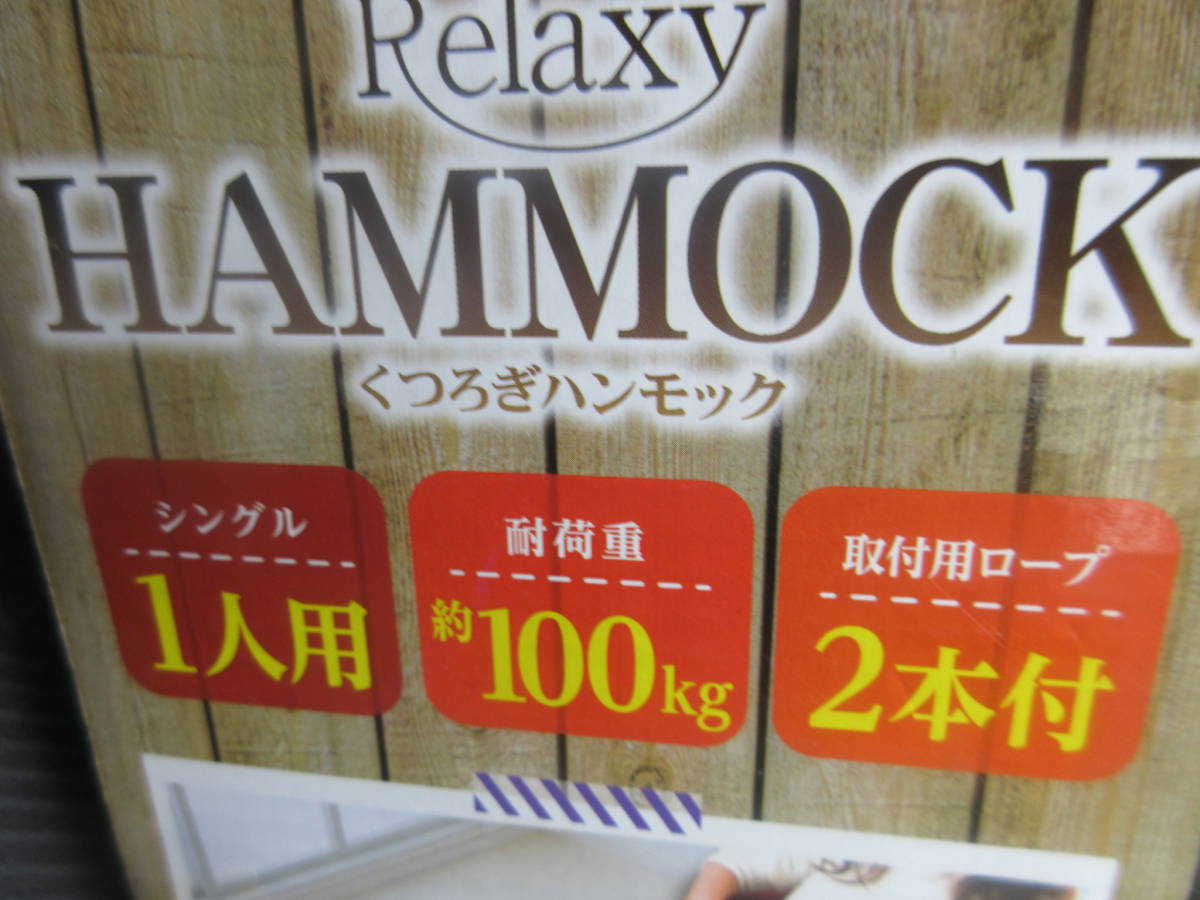 Relaxy
HAMMOCK
くつろぎハンモック
シングル
1人用
耐荷重
約100kg
取付用ロープ
2本付